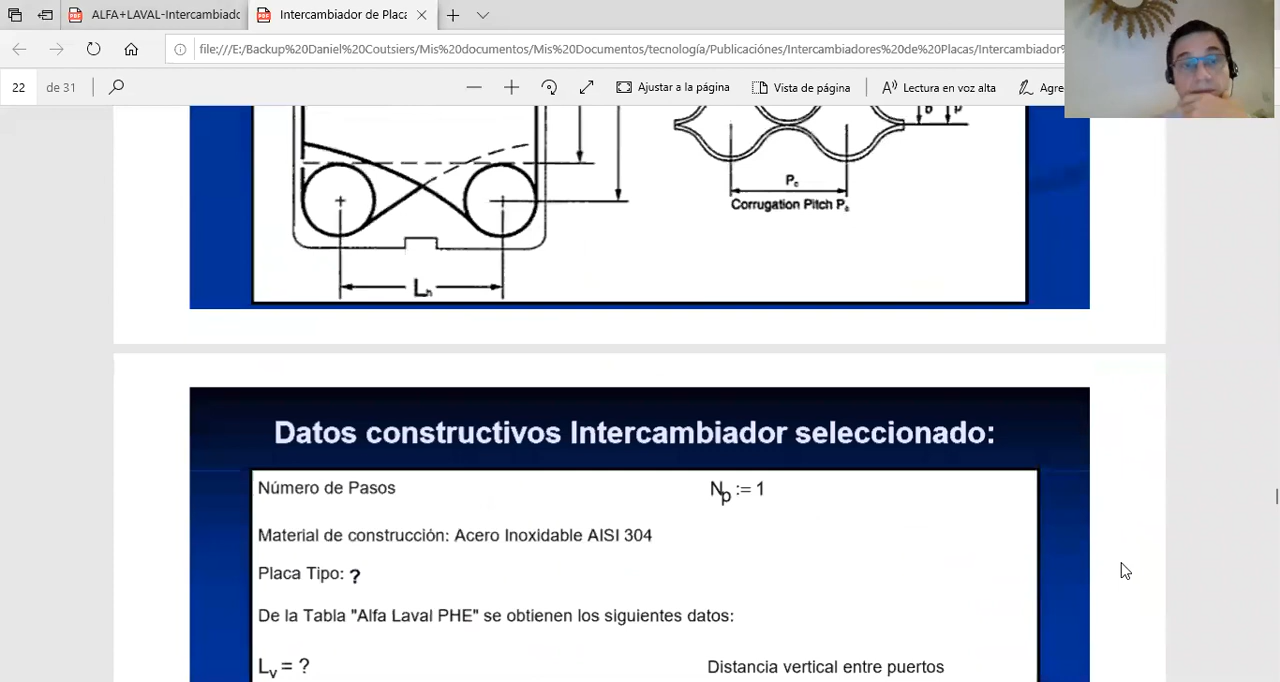 ALFA+LAVAL-Intercambiado
Intercambiador de Placa
file:///E:/Backup%20Daniel%20Coutsiers/Mis%20documentos/Mis%20Documentos/tecnología/Publicaciónes/Intercambiadores%20de%20Placas/Intercambiador%
22 de 31
Ajustar a la página
Vista de página
Lectura en voz alta
Agre
b p
Pc
Corrugation Pitch
Lh
Datos constructivos Intercambiador seleccionado:
Número de Pasos
Np := 1
Material de construcción: Acero Inoxidable AISI 304
Placa Tipo: ?
De la Tabla "Alfa Laval PHE" se obtienen los siguientes datos:
Lv = ?
Distancia vertical entre puertos